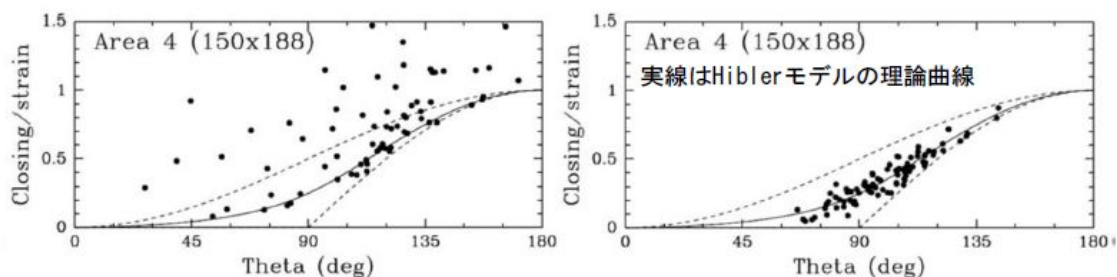 1.5
1
0.5
0
Closing/strain
Area 4 (150x188)
0
45
90
135
180
Theta (deg)
1.5
1
0.5
0
Closing/strain
Area 4 (150x188)
実線はHiblerモデルの理論曲線
0
45
90
135
180
Theta (deg)